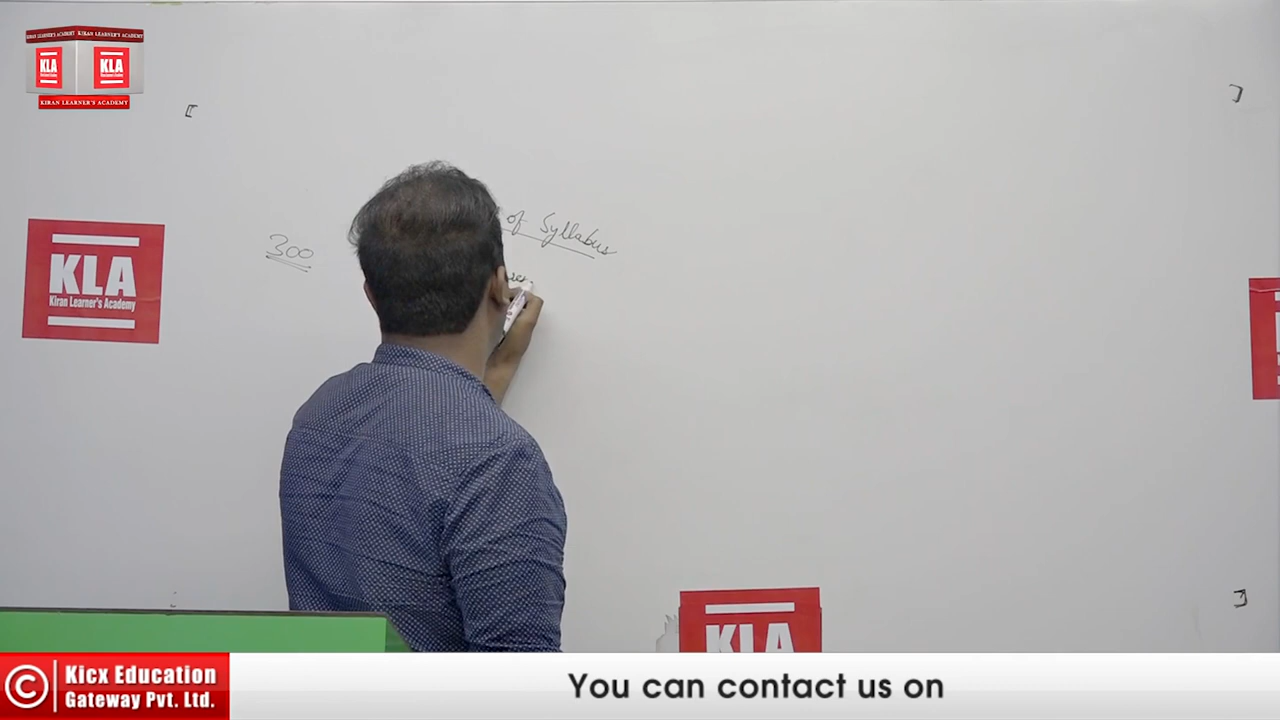 KIRAN LEARNER'S ACADEMY KIRAN LEARNER'S ACADEMY
KLA KLA
KIRAN LEARNER'S ACADEMY
of Syllabus
300
KLA
Kiran Learner's Academy
KLA
© Kicx Education
Gateway Pvt. Ltd.
You can contact us on